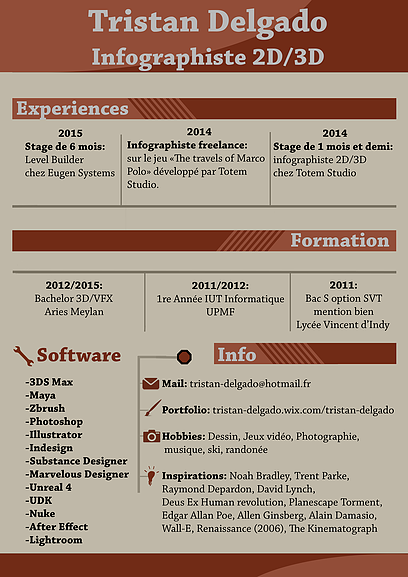 Tristan Delgado
Infographiste 2D/3D
Experiences
2015
Stage de 6 mois:
Level Builder
chez Eugen Systems
2014
Infographiste freelance:
sur le jeu «The travels of Marco
Polo» développé par Totem
Studio.
2014
Stage de 1 mois et demi:
infographiste 2D/3D
chez Totem Studio
Formation
2012/2015:
Bachelor 3D/VFX
Aries Meylan
2011/2012:
1re Année IUT Informatique
UPMF
2011:
Bac S option SVT
mention bien
Lycée Vincent d'Indy
Software
-3DS Max
-Maya
-Zbrush
-Photoshop
-Illustrator
-Indesign
-Substance Designer
-Marvelous Designer
-Unreal 4
-UDK
-Nuke
-After Effect
-Lightroom
Info
Mail: tristan-delgado@hotmail.fr
Portfolio: tristan-delgado.wix.com/tristan-delgado
Hobbies: Dessin, Jeux vidéo, Photographie,
musique, ski, randonée
Inspirations: Noah Bradley, Trent Parke,
Raymond Depardon, David Lynch,
Deus Ex Human revolution, Planescape Torment,
Edgar Allan Poe, Allen Ginsberg, Alain Damasio,
Wall-E, Renaissance (2006), The Kinematograph